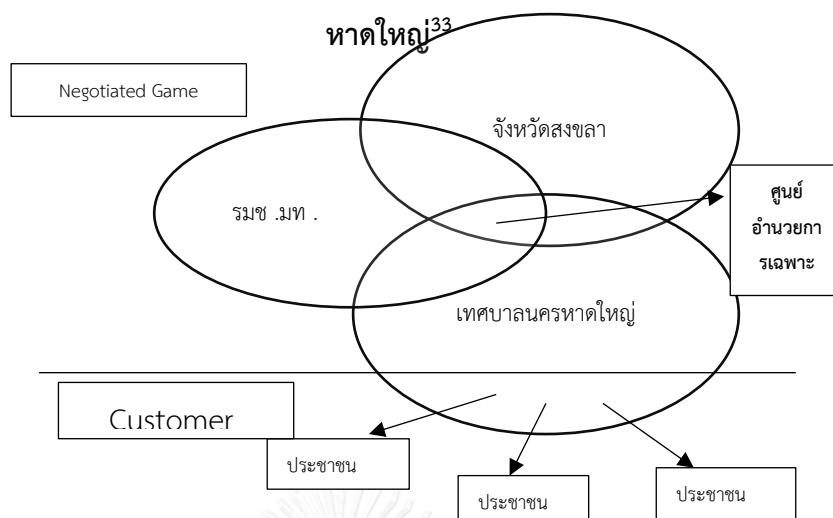 หาดใหญ่33
Negotiated Game
จังหวัดสงขลา
รมช .มท .
ศูนย์
อำนวยกา
รเฉพาะ
เทศบาลนครหาดใหญ่
Customer
ประชาชน
ประชาชน
ประชาชน